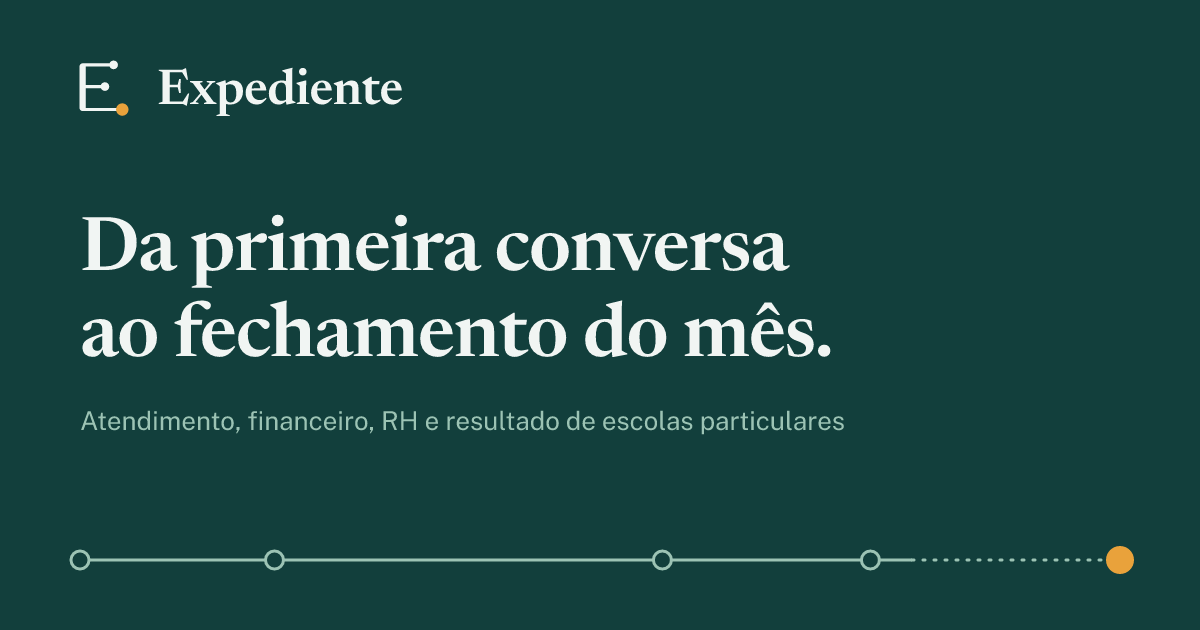 Expediente
Da primeira conversa
ao fechamento do mês.
Atendimento, financeiro, RH e resultado de escolas particulares